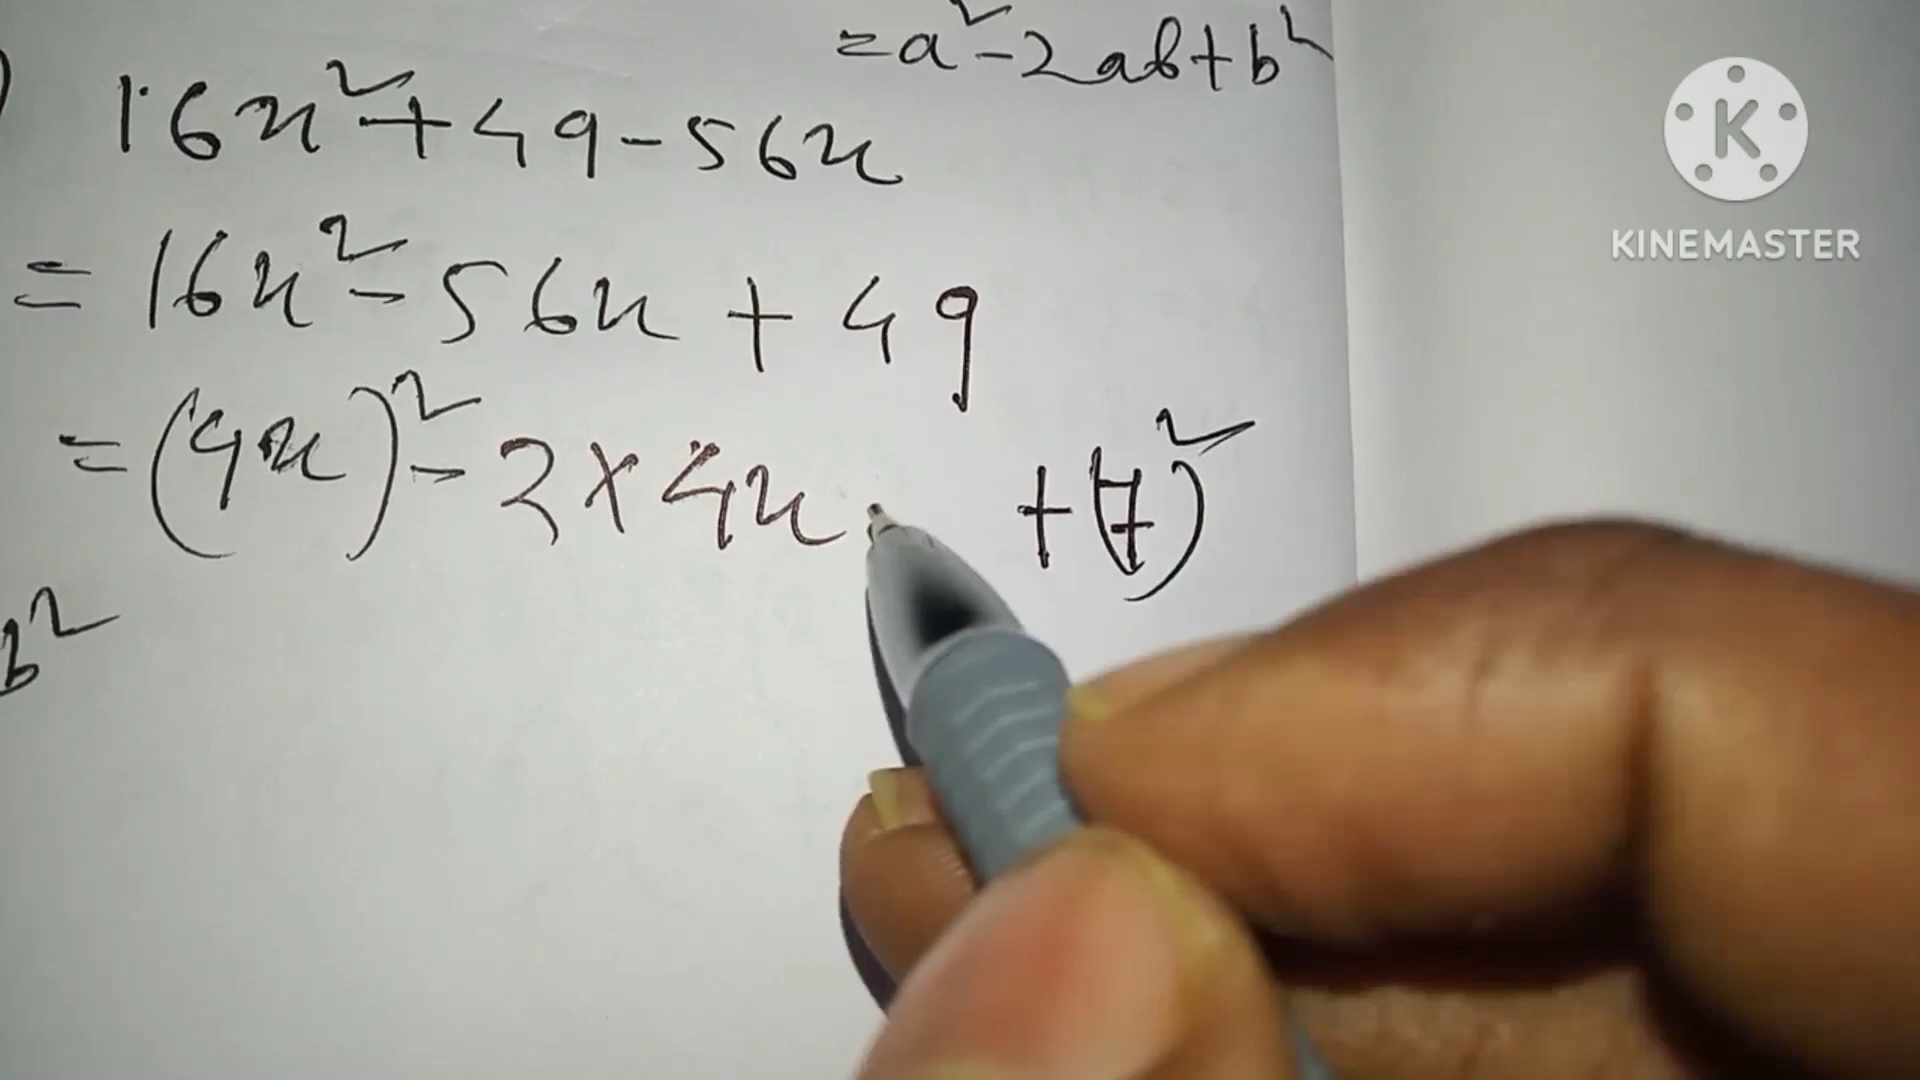 = a² - 2ab + b²
) 16x² + 49 - 56x
= 16x² - 56x + 49
= (4x)² - 2 × 4x + (7)²
b²
K
KINEMASTER